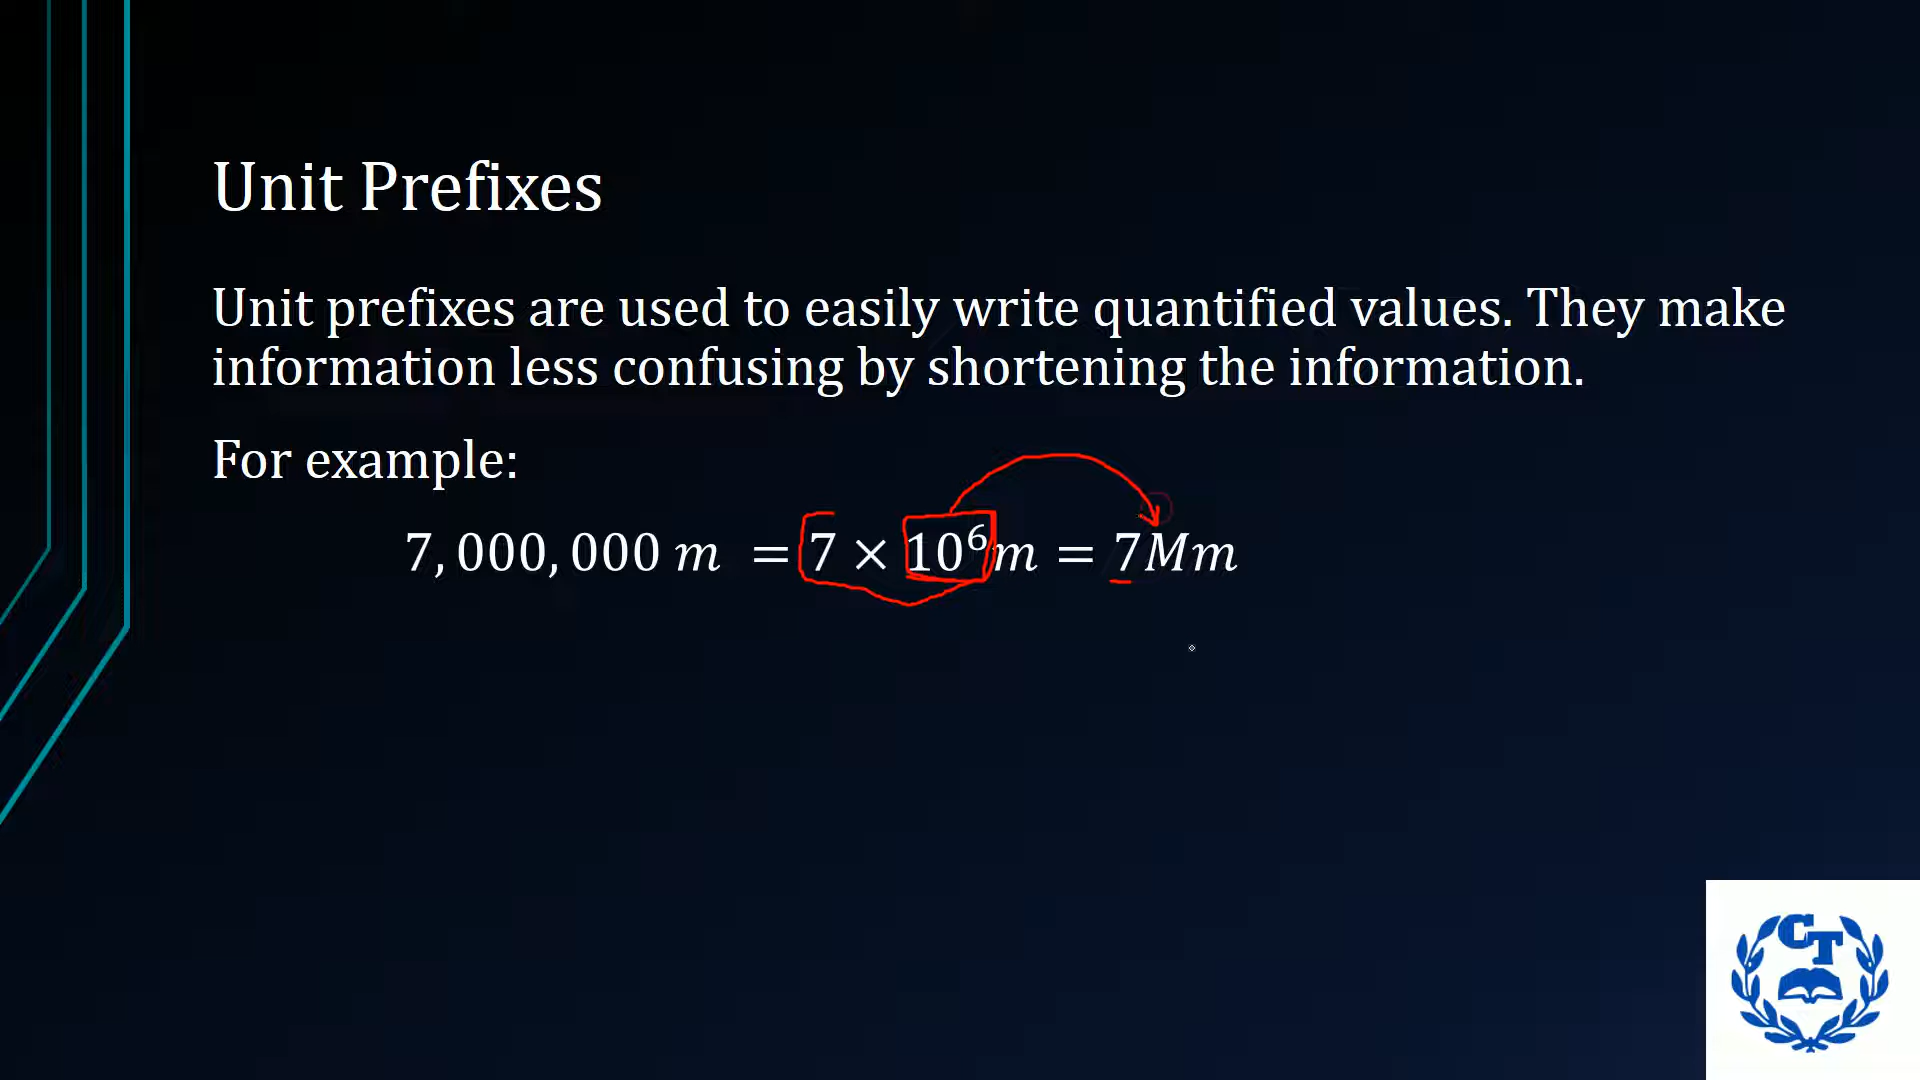 Unit Prefixes
Unit prefixes are used to easily write quantified values. They make
information less confusing by shortening the information.
For example:
7,000,000 m = 7 × 10⁶m = 7Mm
CT